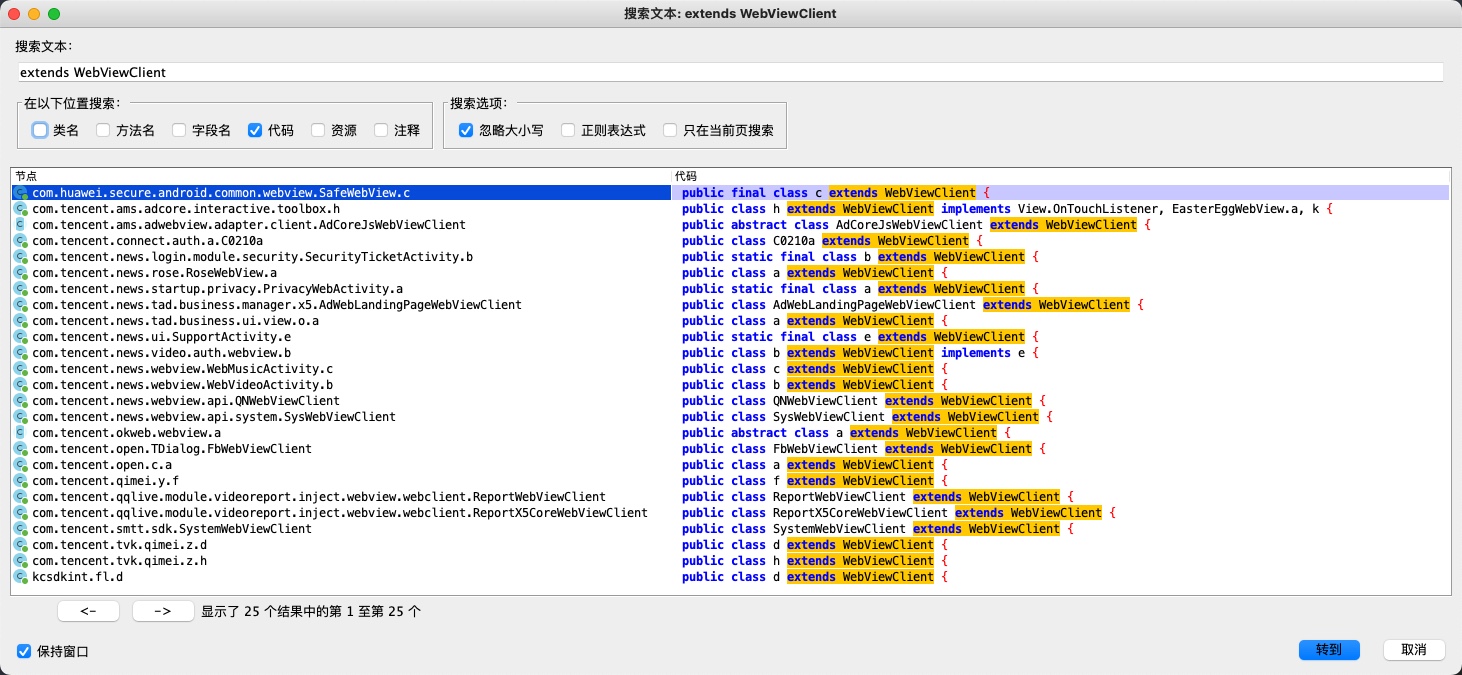 搜索文本: extends WebViewClient
搜索文本:
extends WebViewClient
在以下位置搜索: 搜索选项:
类名 方法名 字段名 代码 资源 注释 忽略大小写 正则表达式 只在当前页搜索
节点 代码
com.huawei.secure.android.common.webview.SafeWebView.c public final class c extends WebViewClient {
com.tencent.ams.adcore.interactive.toolbox.h public class h extends WebViewClient implements View.OnTouchListener, EasterEggWebView.a, k {
com.tencent.ams.adwebview.adapter.client.AdCoreJsWebViewClient public abstract class AdCoreJsWebViewClient extends WebViewClient {
com.tencent.connect.auth.a.C0210a public class C0210a extends WebViewClient {
com.tencent.news.login.module.security.SecurityTicketActivity.b public static final class b extends WebViewClient {
com.tencent.news.rose.RoseWebView.a public class a extends WebViewClient {
com.tencent.news.startup.privacy.PrivacyWebActivity.a public static final class a extends WebViewClient {
com.tencent.news.tad.business.manager.x5.AdWebLandingPageWebViewClient public class AdWebLandingPageWebViewClient extends WebViewClient {
com.tencent.news.tad.business.ui.view.o.a public class a extends WebViewClient {
com.tencent.news.ui.SupportActivity.e public static final class e extends WebViewClient {
com.tencent.news.video.auth.webview.b public class b extends WebViewClient implements e {
com.tencent.news.webview.WebMusicActivity.c public class c extends WebViewClient {
com.tencent.news.webview.WebVideoActivity.b public class b extends WebViewClient {
com.tencent.news.webview.api.QNWebViewClient public class QNWebViewClient extends WebViewClient {
com.tencent.news.webview.api.system.SysWebViewClient public class SysWebViewClient extends WebViewClient {
com.tencent.okweb.webview.a public abstract class a extends WebViewClient {
com.tencent.open.TDialog.FbWebViewClient public class FbWebViewClient extends WebViewClient {
com.tencent.open.c.a public class a extends WebViewClient {
com.tencent.qimei.y.f public class f extends WebViewClient {
com.tencent.qqlive.module.videoreport.inject.webview.webclient.ReportWebViewClient public class ReportWebViewClient extends WebViewClient {
com.tencent.qqlive.module.videoreport.inject.webview.webclient.ReportX5CoreWebViewClient public class ReportX5CoreWebViewClient extends WebViewClient {
com.tencent.smtt.sdk.SystemWebViewClient public class SystemWebViewClient extends WebViewClient {
com.tencent.tvk.qimei.z.d public class d extends WebViewClient {
com.tencent.tvk.qimei.z.h public class h extends WebViewClient {
kcsdkint.fl.d public class d extends WebViewClient {
<- -> 显示了 25 个结果中的第 1 至第 25 个
保持窗口 转到 取消